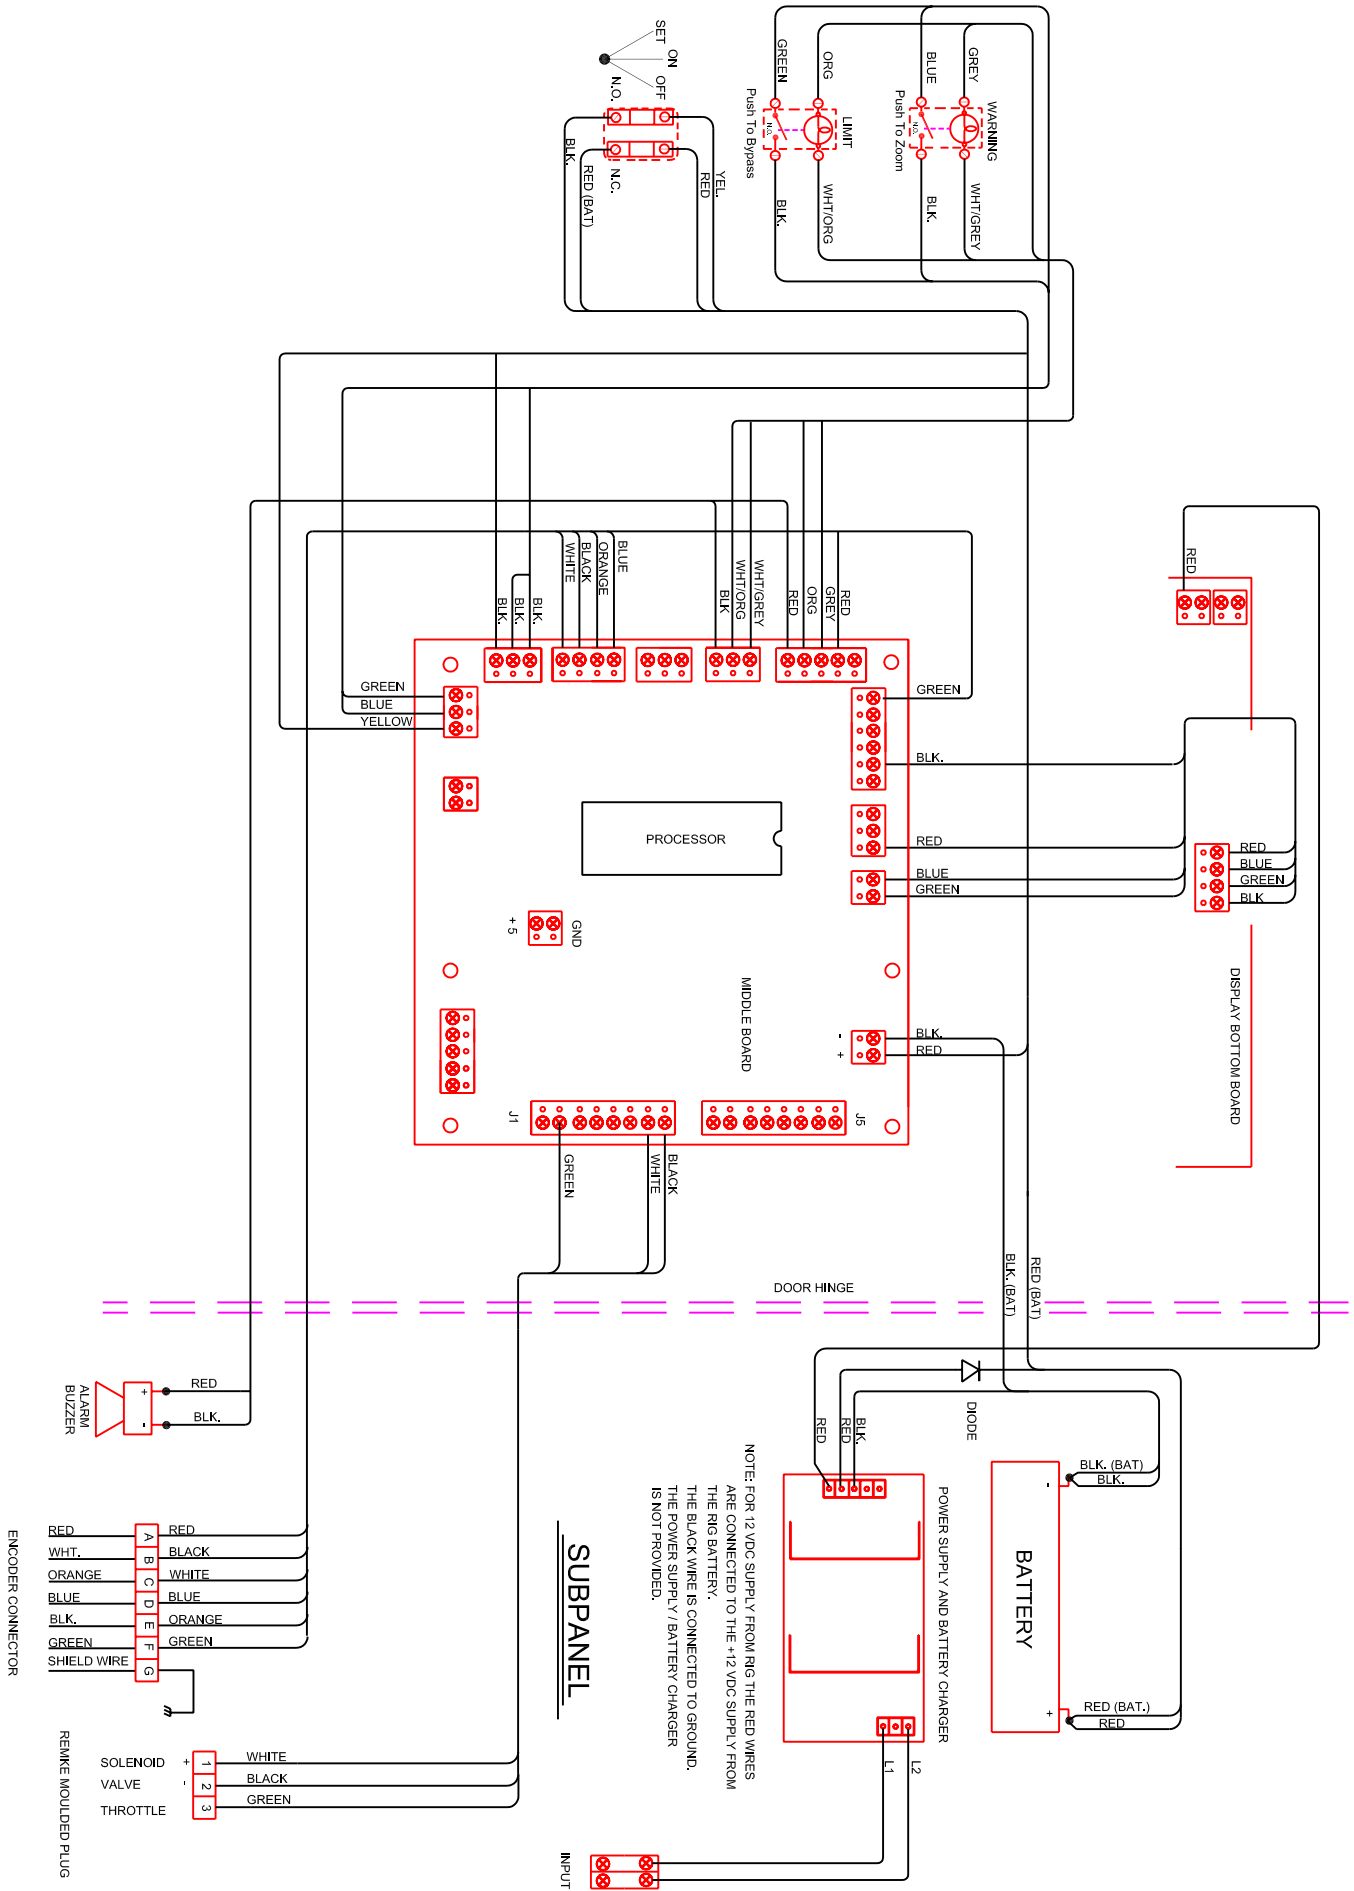 SET
ON
OFF
N.O.
N.C.
BLK.
RED (BAT)
YEL.
RED
GREEN
ORG
LIMIT
N.O.
Push To Bypass
BLK.
WHT/ORG
BLUE
GREY
WARNING
N.O.
Push To Zoom
BLK.
WHT/GREY
RED
BLK.
BLK.
BLK.
WHITE
BLACK
ORANGE
BLUE
BLK
WHT/ORG
WHT/GREY
RED
ORG
GREY
RED
GREEN
BLUE
YELLOW
GREEN
BLK.
RED
BLUE
GREEN
PROCESSOR
+ 5
GND
MIDDLE BOARD
-
+
BLK.
RED
RED
BLUE
GREEN
BLK
DISPLAY BOTTOM BOARD
J1
J5
GREEN
WHITE
BLACK
BLK. (BAT)
RED (BAT)
DOOR HINGE
RED
BLK.
+
-
ALARM
BUZZER
RED
RED
BLK.
DIODE
BLK. (BAT)
BLK.
-
BATTERY
+
RED (BAT.)
RED
POWER SUPPLY AND BATTERY CHARGER
L1
L2
INPUT
NOTE: FOR 12 VDC SUPPLY FROM RIG THE RED WIRES
ARE CONNECTED TO THE +12 VDC SUPPLY FROM
THE RIG BATTERY.
THE BLACK WIRE IS CONNECTED TO GROUND.
THE POWER SUPPLY / BATTERY CHARGER
IS NOT PROVIDED.
SUBPANEL
RED A RED
WHT. B BLACK
ORANGE C WHITE
BLUE D BLUE
BLK. E ORANGE
GREEN F GREEN
SHIELD WIRE G
ENCODER CONNECTOR
SOLENOID + 1 WHITE
VALVE - 2 BLACK
THROTTLE 3 GREEN
REMKE MOULDED PLUG